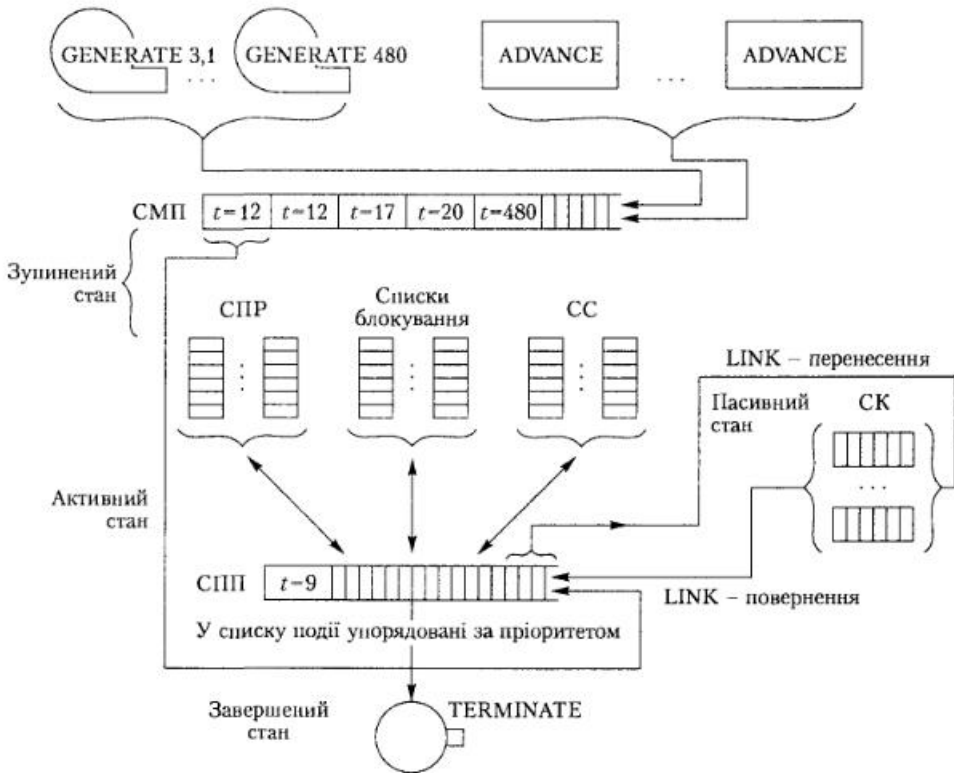 GENERATE 3,1
GENERATE 480
ADVANCE
ADVANCE
...
...
СМП
t=12
t=12
t=17
t=20
t=480
Зупинений
стан
СПР
Списки
блокування
СС
LINK – перенесення
Пасивний
стан
СК
...
Активний
стан
СПП
t=9
LINK – повернення
У списку події упорядовані за пріоритетом
Завершений
стан
TERMINATE